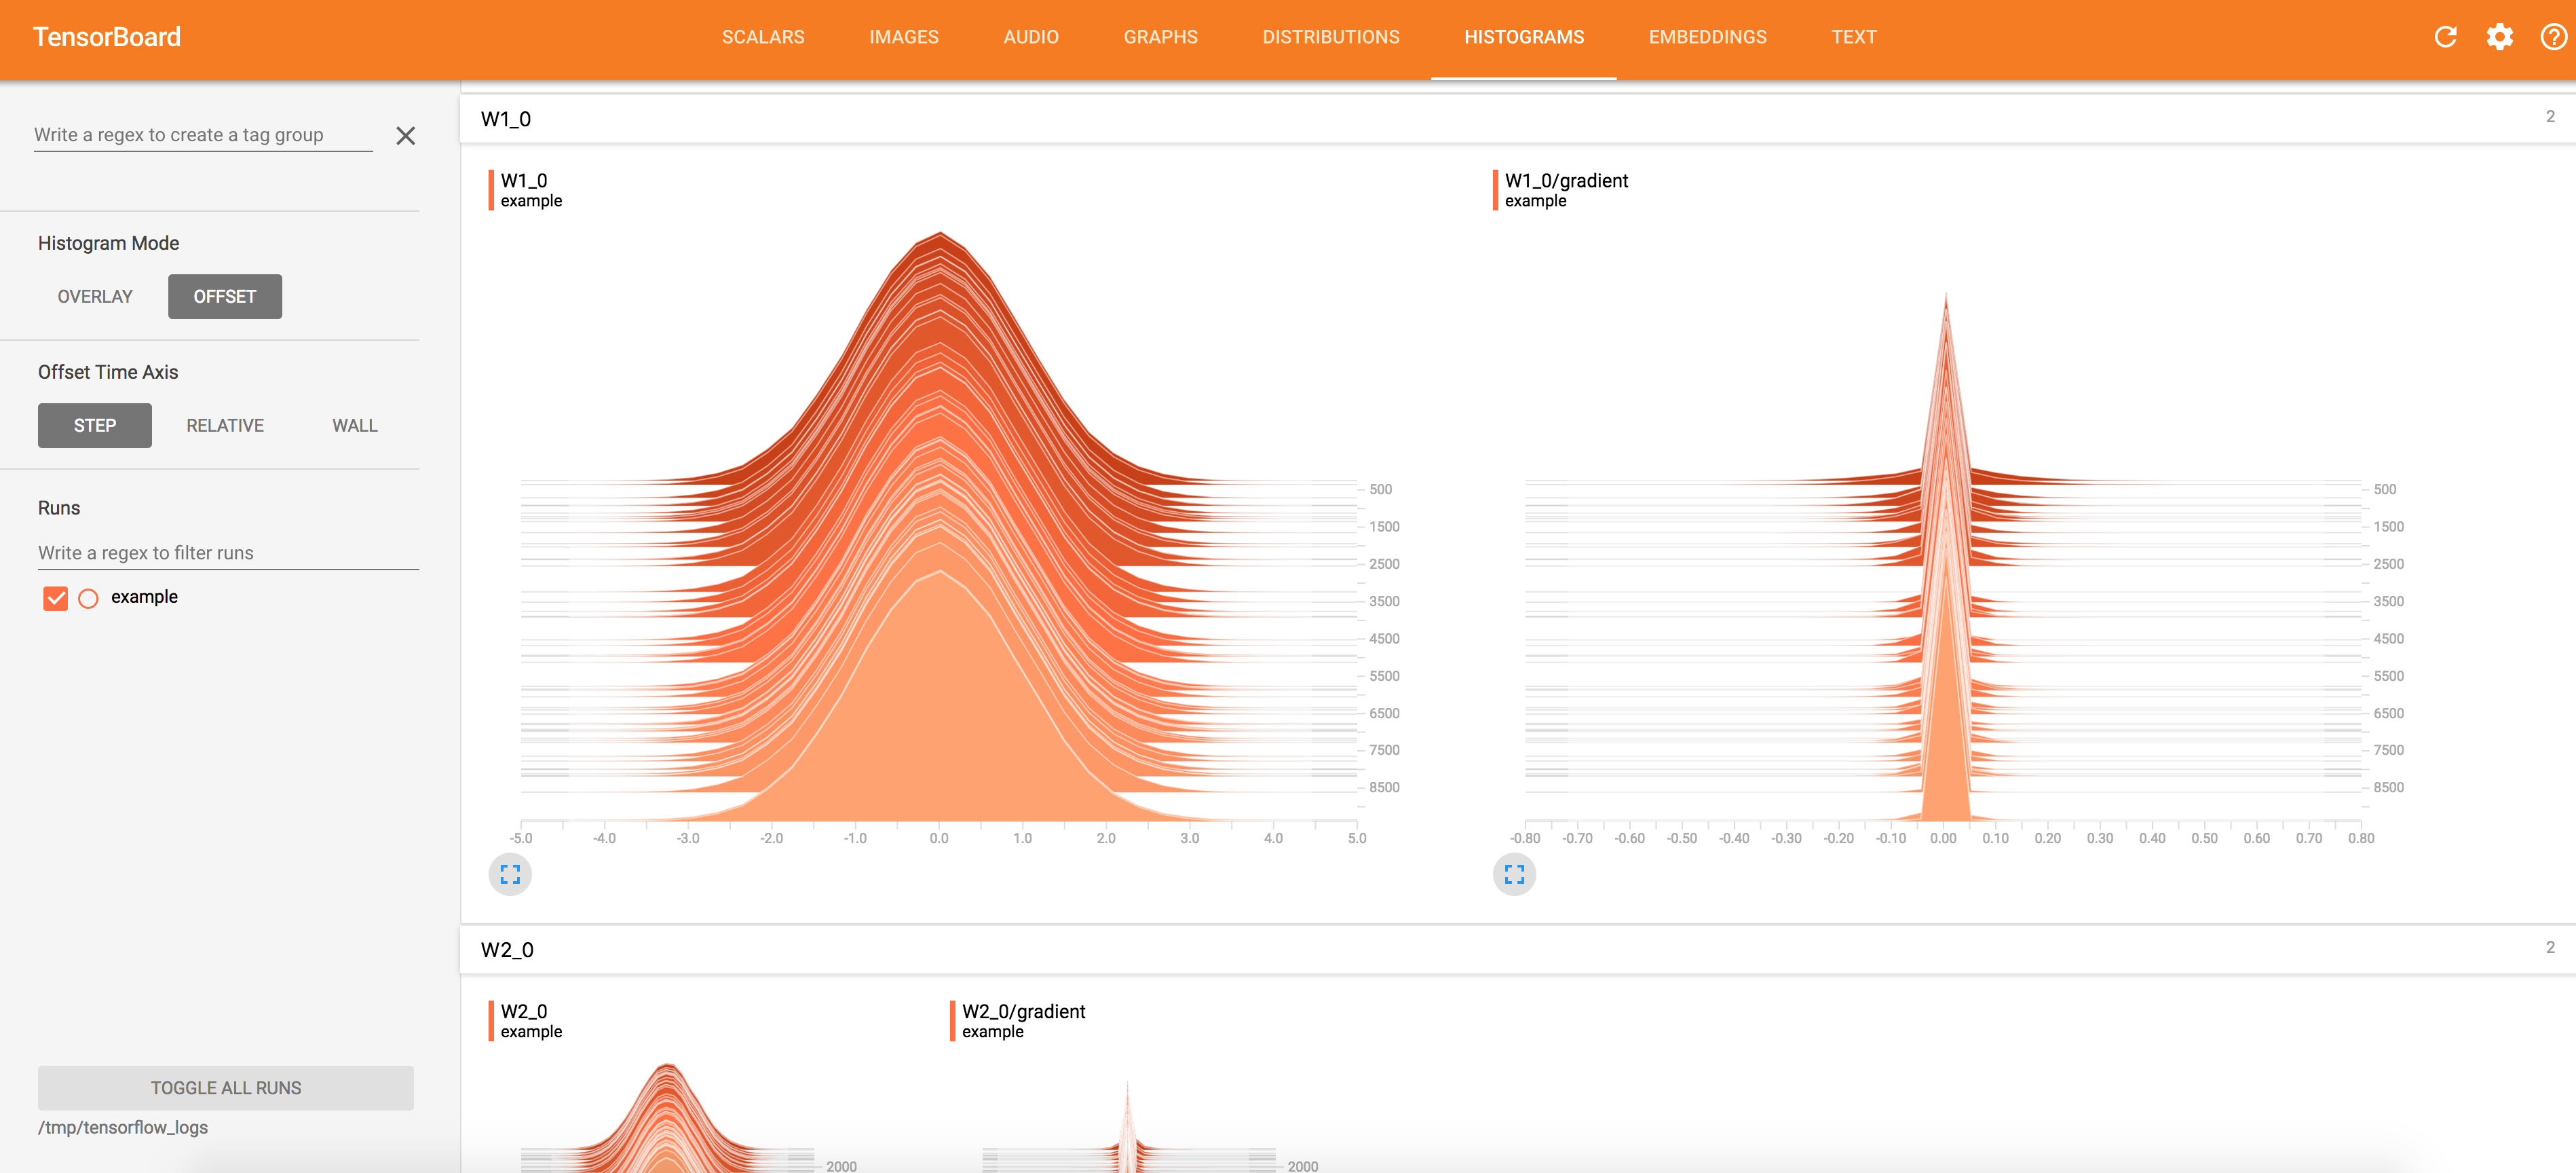 TensorBoard
SCALARS IMAGES AUDIO GRAPHS DISTRIBUTIONS HISTOGRAMS EMBEDDINGS TEXT
Write a regex to create a tag group
Histogram Mode
OVERLAY OFFSET
Offset Time Axis
STEP RELATIVE WALL
Runs
Write a regex to filter runs
example
TOGGLE ALL RUNS
/tmp/tensorflow_logs
W1_0 2
W1_0
example
500
1500
2500
3500
4500
5500
6500
7500
8500
-5.0 -4.0 -3.0 -2.0 -1.0 0.0 1.0 2.0 3.0 4.0 5.0
W1_0/gradient
example
500
1500
2500
3500
4500
5500
6500
7500
8500
-0.80 -0.70 -0.60 -0.50 -0.40 -0.30 -0.20 -0.10 0.00 0.10 0.20 0.30 0.40 0.50 0.60 0.70 0.80
W2_0 2
W2_0
example
2000
W2_0/gradient
example
2000